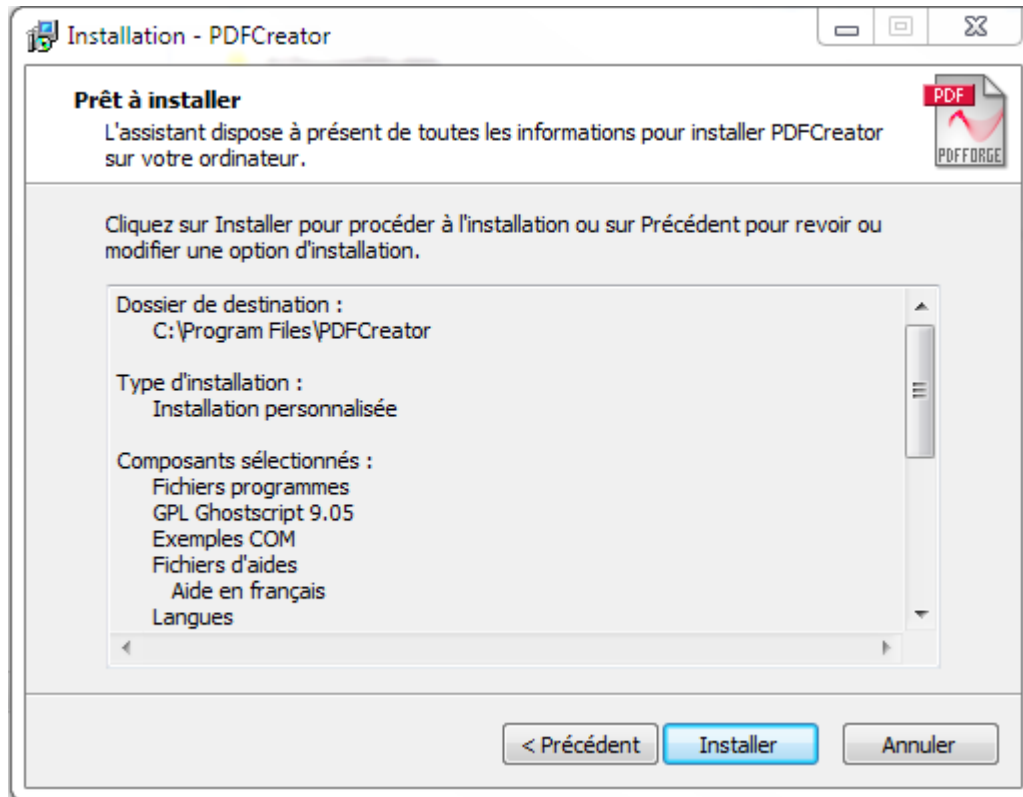 Installation - PDFCreator
Prêt à installer
L'assistant dispose à présent de toutes les informations pour installer PDFCreator
sur votre ordinateur.
PDF
PDFFORGE
Cliquez sur Installer pour procéder à l'installation ou sur Précédent pour revoir ou
modifier une option d'installation.
Dossier de destination :
C:\Program Files\PDFCreator
Type d'installation :
Installation personnalisée
Composants sélectionnés :
Fichiers programmes
GPL Ghostscript 9.05
Exemples COM
Fichiers d'aides
Aide en français
Langues
< Précédent
Installer
Annuler